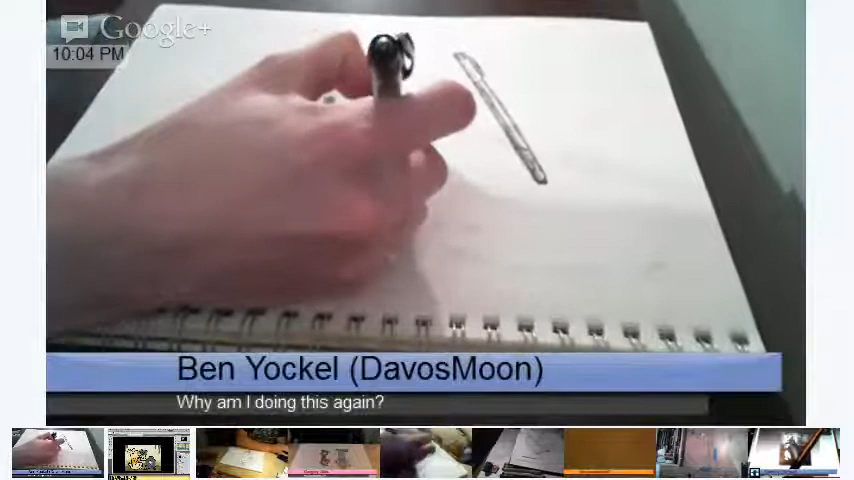 Google+
10:04 PM
Ben Yockel (DavosMoon)
Why am I doing this again?